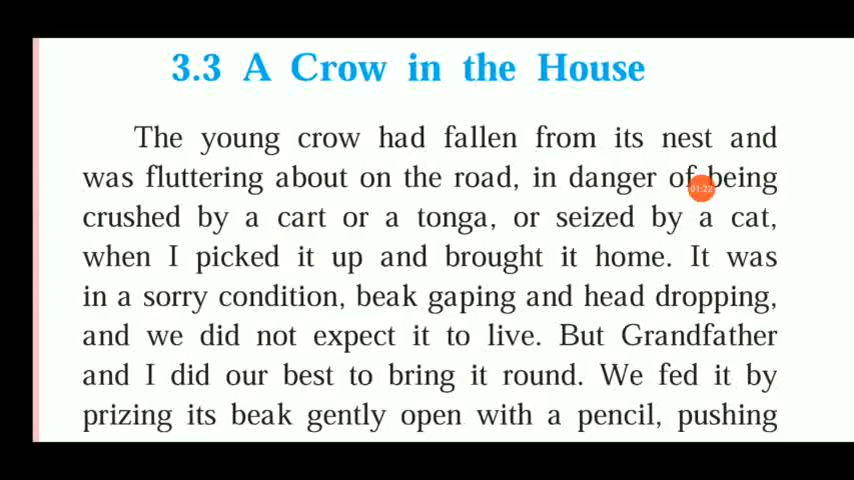 3.3 A Crow in the House
The young crow had fallen from its nest and
was fluttering about on the road, in danger of being
crushed by a cart or a tonga, or seized by a cat,
when I picked it up and brought it home. It was
in a sorry condition, beak gaping and head dropping,
and we did not expect it to live. But Grandfather
and I did our best to bring it round. We fed it by
prizing its beak gently open with a pencil, pushing
01:22